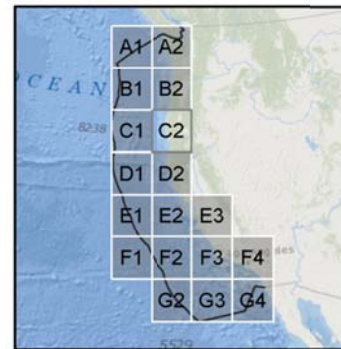 A1 A2
OCEAN
B1 B2
8238
C1 C2
D1 D2
E1 E2 E3
F1 F2 F3 F4
G2 G3 G4
5529